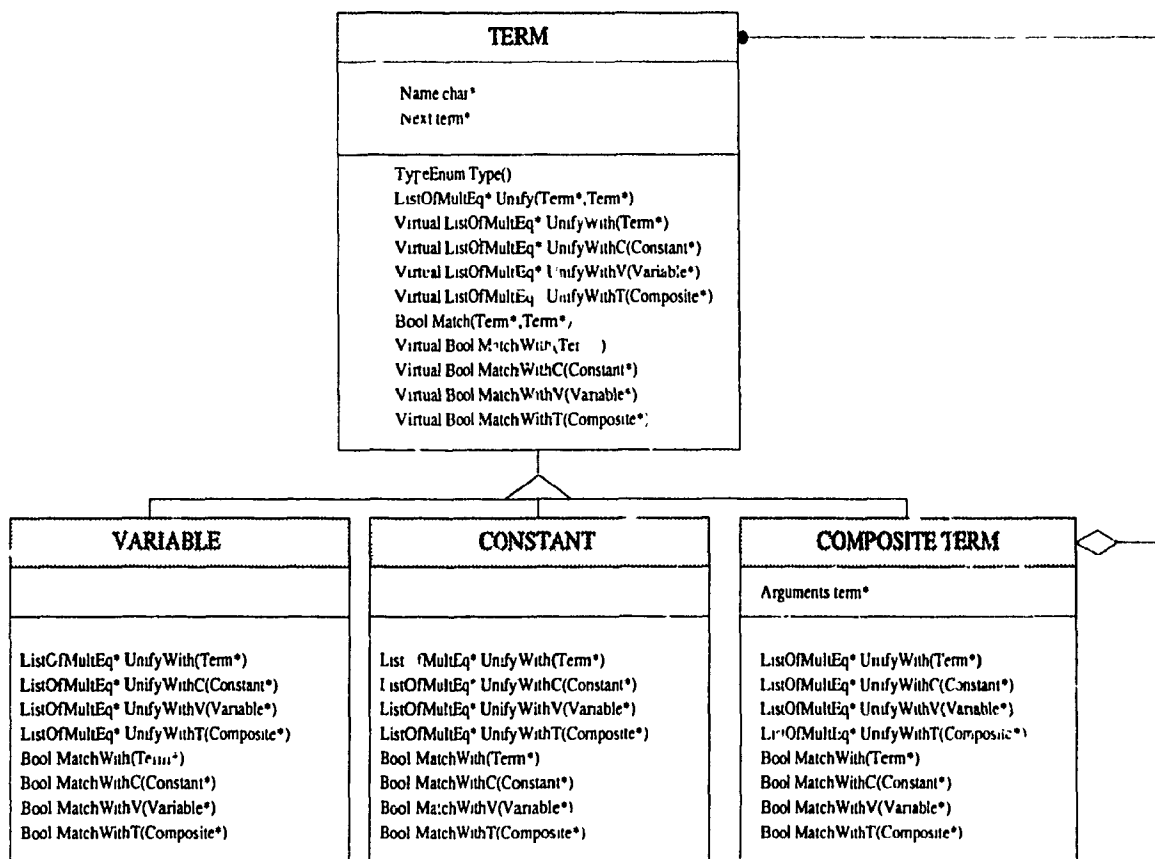 TERM
Name char*
Next term*
TypeEnum Type()
ListOfMultEq* Unify(Term*,Term*)
Virtual ListOfMultEq* UnifyWith(Term*)
Virtual ListOfMultEq* UnifyWithC(Constant*)
Virtual ListOfMultEq* UnifyWithV(Variable*)
Virtual ListOfMultEq UnifyWithT(Composite*)
Bool Match(Term*,Term*)
Virtual Bool MatchWith(
Virtual Bool MatchWithC(Constant*)
Virtual Bool MatchWithV(Variable*)
Virtual Bool MatchWithT(Composite*)
VARIABLE
ListOfMultEq* UnifyWith(Term*)
ListOfMultEq* UnifyWithC(Constant*)
ListOfMultEq* UnifyWithV(Variable*)
ListOfMultEq* UnifyWithT(Composite*)
Bool MatchWith(Term*)
Bool MatchWithC(Constant*)
Bool MatchWithV(Variable*)
Bool MatchWithT(Composite*)
CONSTANT
UnifyWith(Term*)
ListOfMultEq* UnifyWithC(Constant*)
ListOfMultEq* UnifyWithV(Variable*)
ListOfMultEq* UnifyWithT(Composite*)
Bool MatchWith(Term*)
Bool MatchWithC(Constant*)
Bool MatchWithV(Variable*)
Bool MatchWithT(Composite*)
COMPOSITE TERM
Arguments term*
ListOfMultEq* UnifyWith(Term*)
ListOfMultEq* UnifyWithC(Constant*)
ListOfMultEq* UnifyWithV(Variable*)
ListOfMultEq* UnifyWithT(Composite*)
Bool MatchWith(Term*)
Bool MatchWithC(Constant*)
Bool MatchWithV(Variable*)
Bool MatchWithT(Composite*)